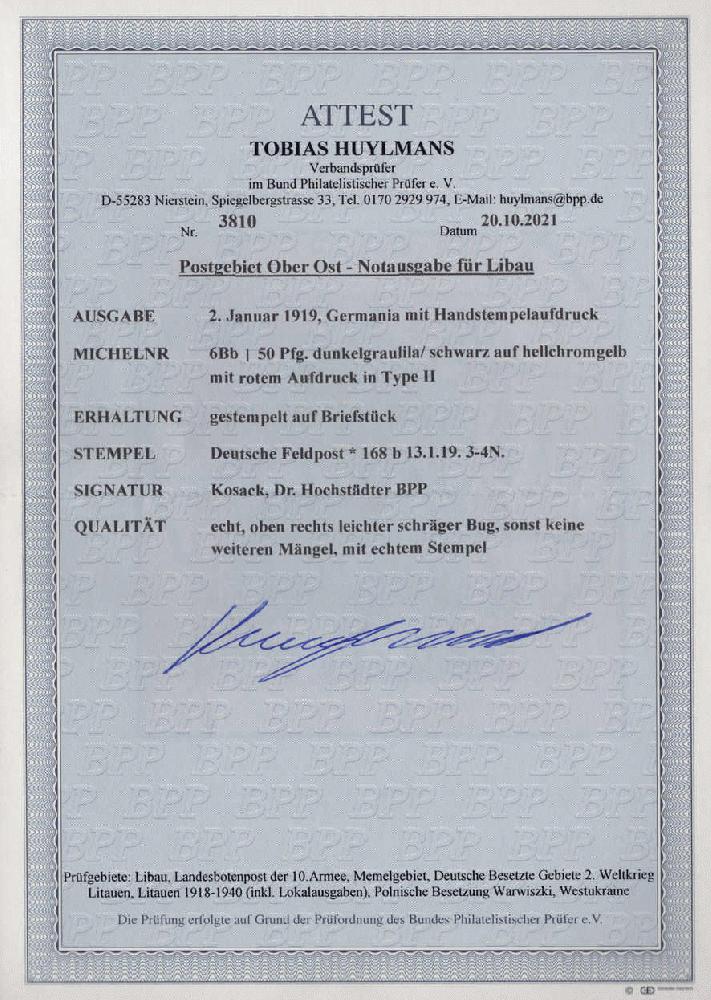 ATTEST
TOBIAS HUYLMANS
Verbandsprüfer
im Bund Philatelistischer Prüfer e. V.
D-55283 Nierstein, Spiegelbergstrasse 33, Tel. 0170 2929 974, E-Mail: huylmans@bpp.de
Nr. 3810 Datum 20.10.2021
Postgebiet Ober Ost - Notausgabe für Libau
AUSGABE 2. Januar 1919, Germania mit Handstempelaufdruck
MICHELNR 6Bb | 50 Pfg. dunkelgraulila/ schwarz auf hellchromgelb
mit rotem Aufdruck in Type II
ERHALTUNG gestempelt auf Briefstück
STEMPEL Deutsche Feldpost * 168 b 13.1.19. 3-4N.
SIGNATUR Kosack, Dr. Hochstädter BPP
QUALITÄT echt, oben rechts leichter schräger Bug, sonst keine
weiteren Mängel, mit echtem Stempel
Prüfgebiete: Libau, Landesbotenpost der 10.Armee, Memelgebiet, Deutsche Besetzte Gebiete 2. Weltkrieg
Litauen, Litauen 1918-1940 (inkl. Lokalausgaben), Polnische Besetzung Warwiszki, Westukraine
Die Prüfung erfolgte auf Grund der Prüfordnung des Bundes Philatelistischer Prüfer e.V.